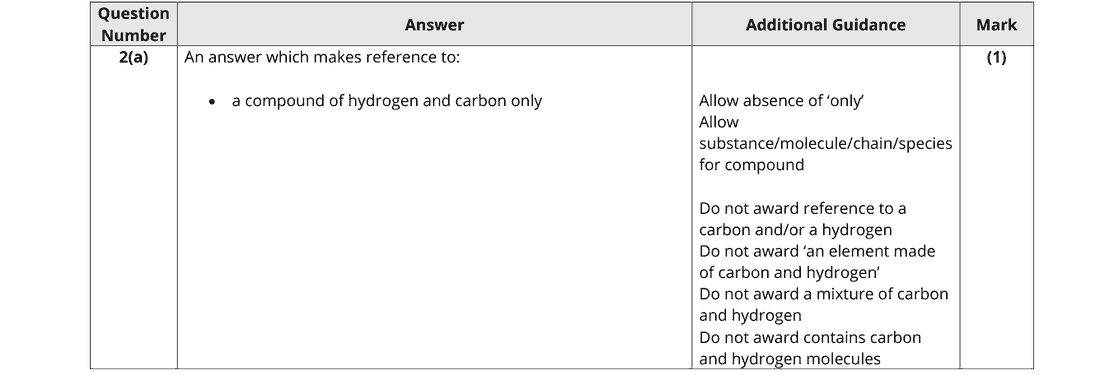 Question Number
Answer
Additional Guidance
Mark
2(a)
An answer which makes reference to:
(1)
• a compound of hydrogen and carbon only
Allow absence of ‘only’
Allow
substance/molecule/chain/species
for compound
Do not award reference to a
carbon and/or a hydrogen
Do not award ‘an element made
of carbon and hydrogen’
Do not award a mixture of carbon
and hydrogen
Do not award contains carbon
and hydrogen molecules